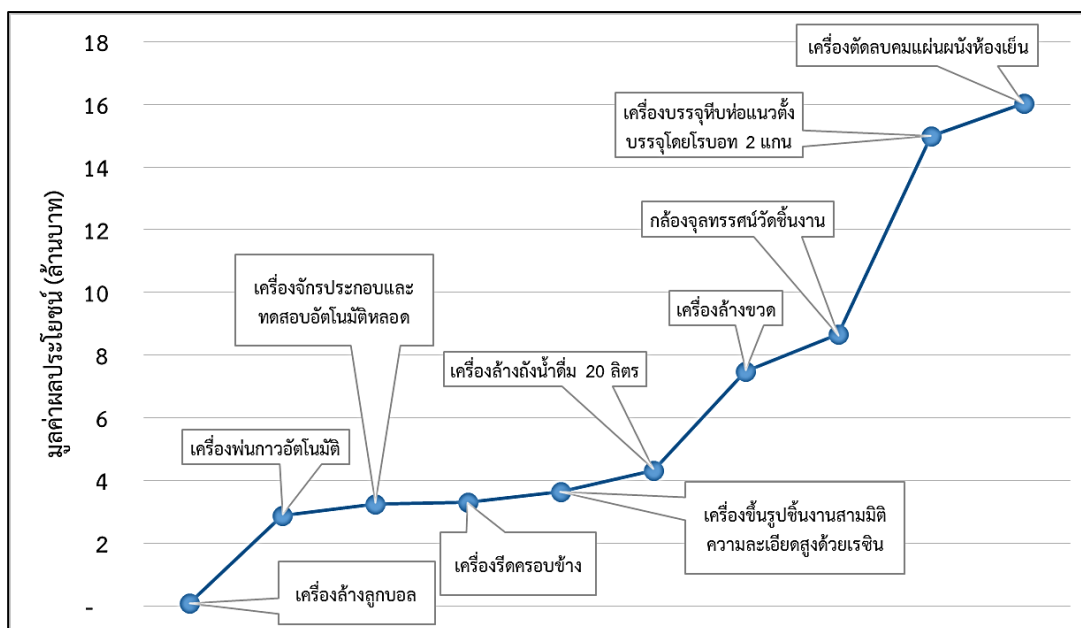 มูลค่าผลประโยชน์ (ล้านบาท)
18
16
14
12
10
8
6
4
2
-
เครื่องล้างลูกบอล
เครื่องพ่นกาวอัตโนมัติ
เครื่องจักรประกอบและ
ทดสอบอัตโนมัติหลอด
เครื่องรีดครอบข้าง
เครื่องขึ้นรูปชิ้นงานสามมิติ
ความละเอียดสูงด้วยเรซิน
เครื่องล้างถังน้ำดื่ม 20 ลิตร
เครื่องล้างขวด
กล้องจุลทรรศน์วัดชิ้นงาน
เครื่องบรรจุหีบห่อแนวตั้ง
บรรจุโดยโรบอท 2 แกน
เครื่องตัดลบคมแผ่นผนังห้องเย็น